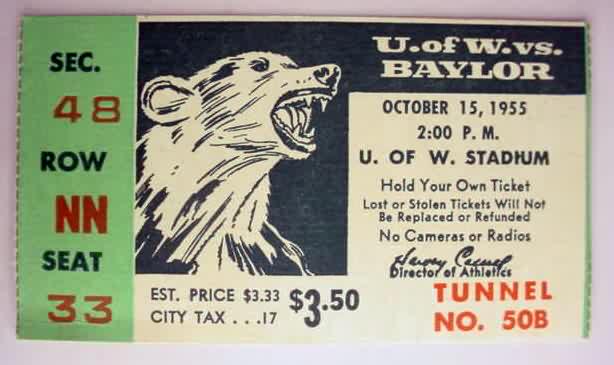 SEC.
48
ROW
NN
SEAT
33
U. of W. vs.
BAYLOR
OCTOBER 15, 1955
2:00 P. M.
U. OF W. STADIUM
Hold Your Own Ticket
Lost or Stolen Tickets Will Not
Be Replaced or Refunded
No Cameras or Radios
Harvey Cassill
Director of Athletics
EST. PRICE $3.33
CITY TAX . . .17
$3.50
TUNNEL
NO. 50B